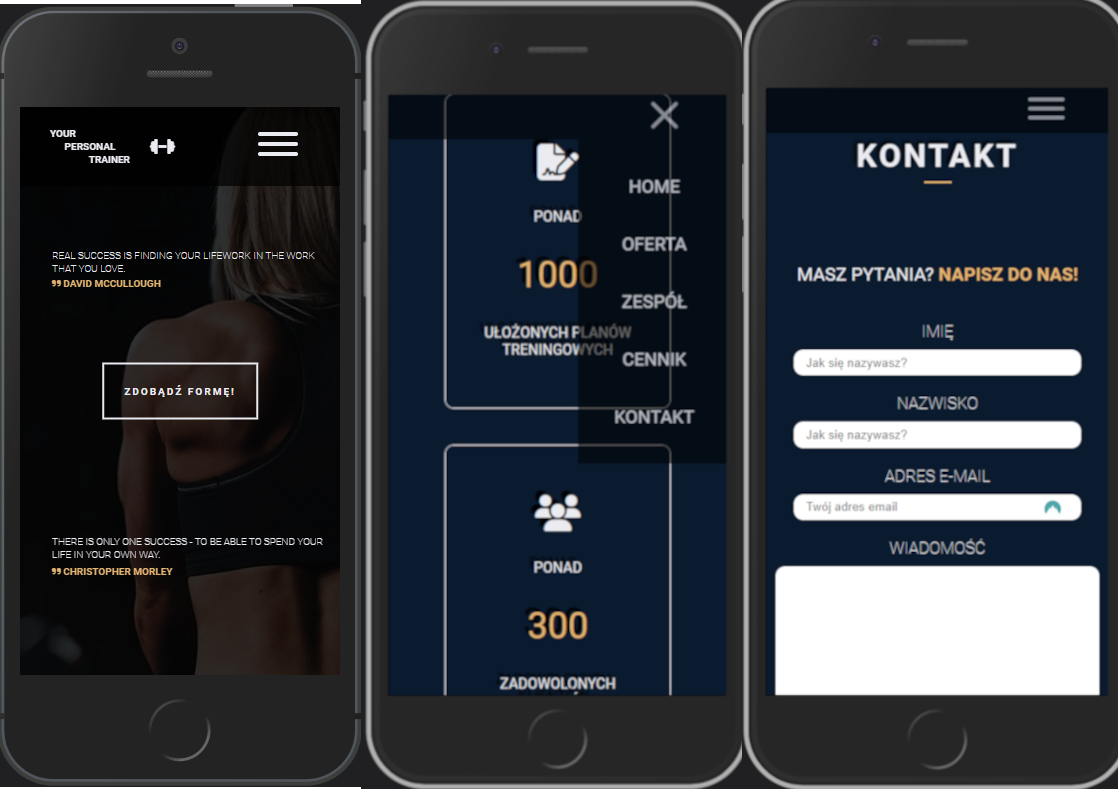 YOUR
PERSONAL
TRAINER
REAL SUCCESS IS FINDING YOUR LIFEWORK IN THE WORK
THAT YOU LOVE.
DAVID MCCULLOUGH
ZDOBĄDŹ FORMĘ!
THERE IS ONLY ONE SUCCESS - TO BE ABLE TO SPEND YOUR
LIFE IN YOUR OWN WAY.
CHRISTOPHER MORLEY
PONAD
1000
UŁOŻONYCH PLANÓW
TRENINGOWYCH
PONAD
300
ZADOWOLONYCH
HOME
OFERTA
ZESPÓŁ
CENNIK
KONTAKT
KONTAKT
MASZ PYTANIA? NAPISZ DO NAS!
IMIĘ
Jak się nazywasz?
NAZWISKO
Jak się nazywasz?
ADRES E-MAIL
Twój adres email
WIADOMOŚĆ